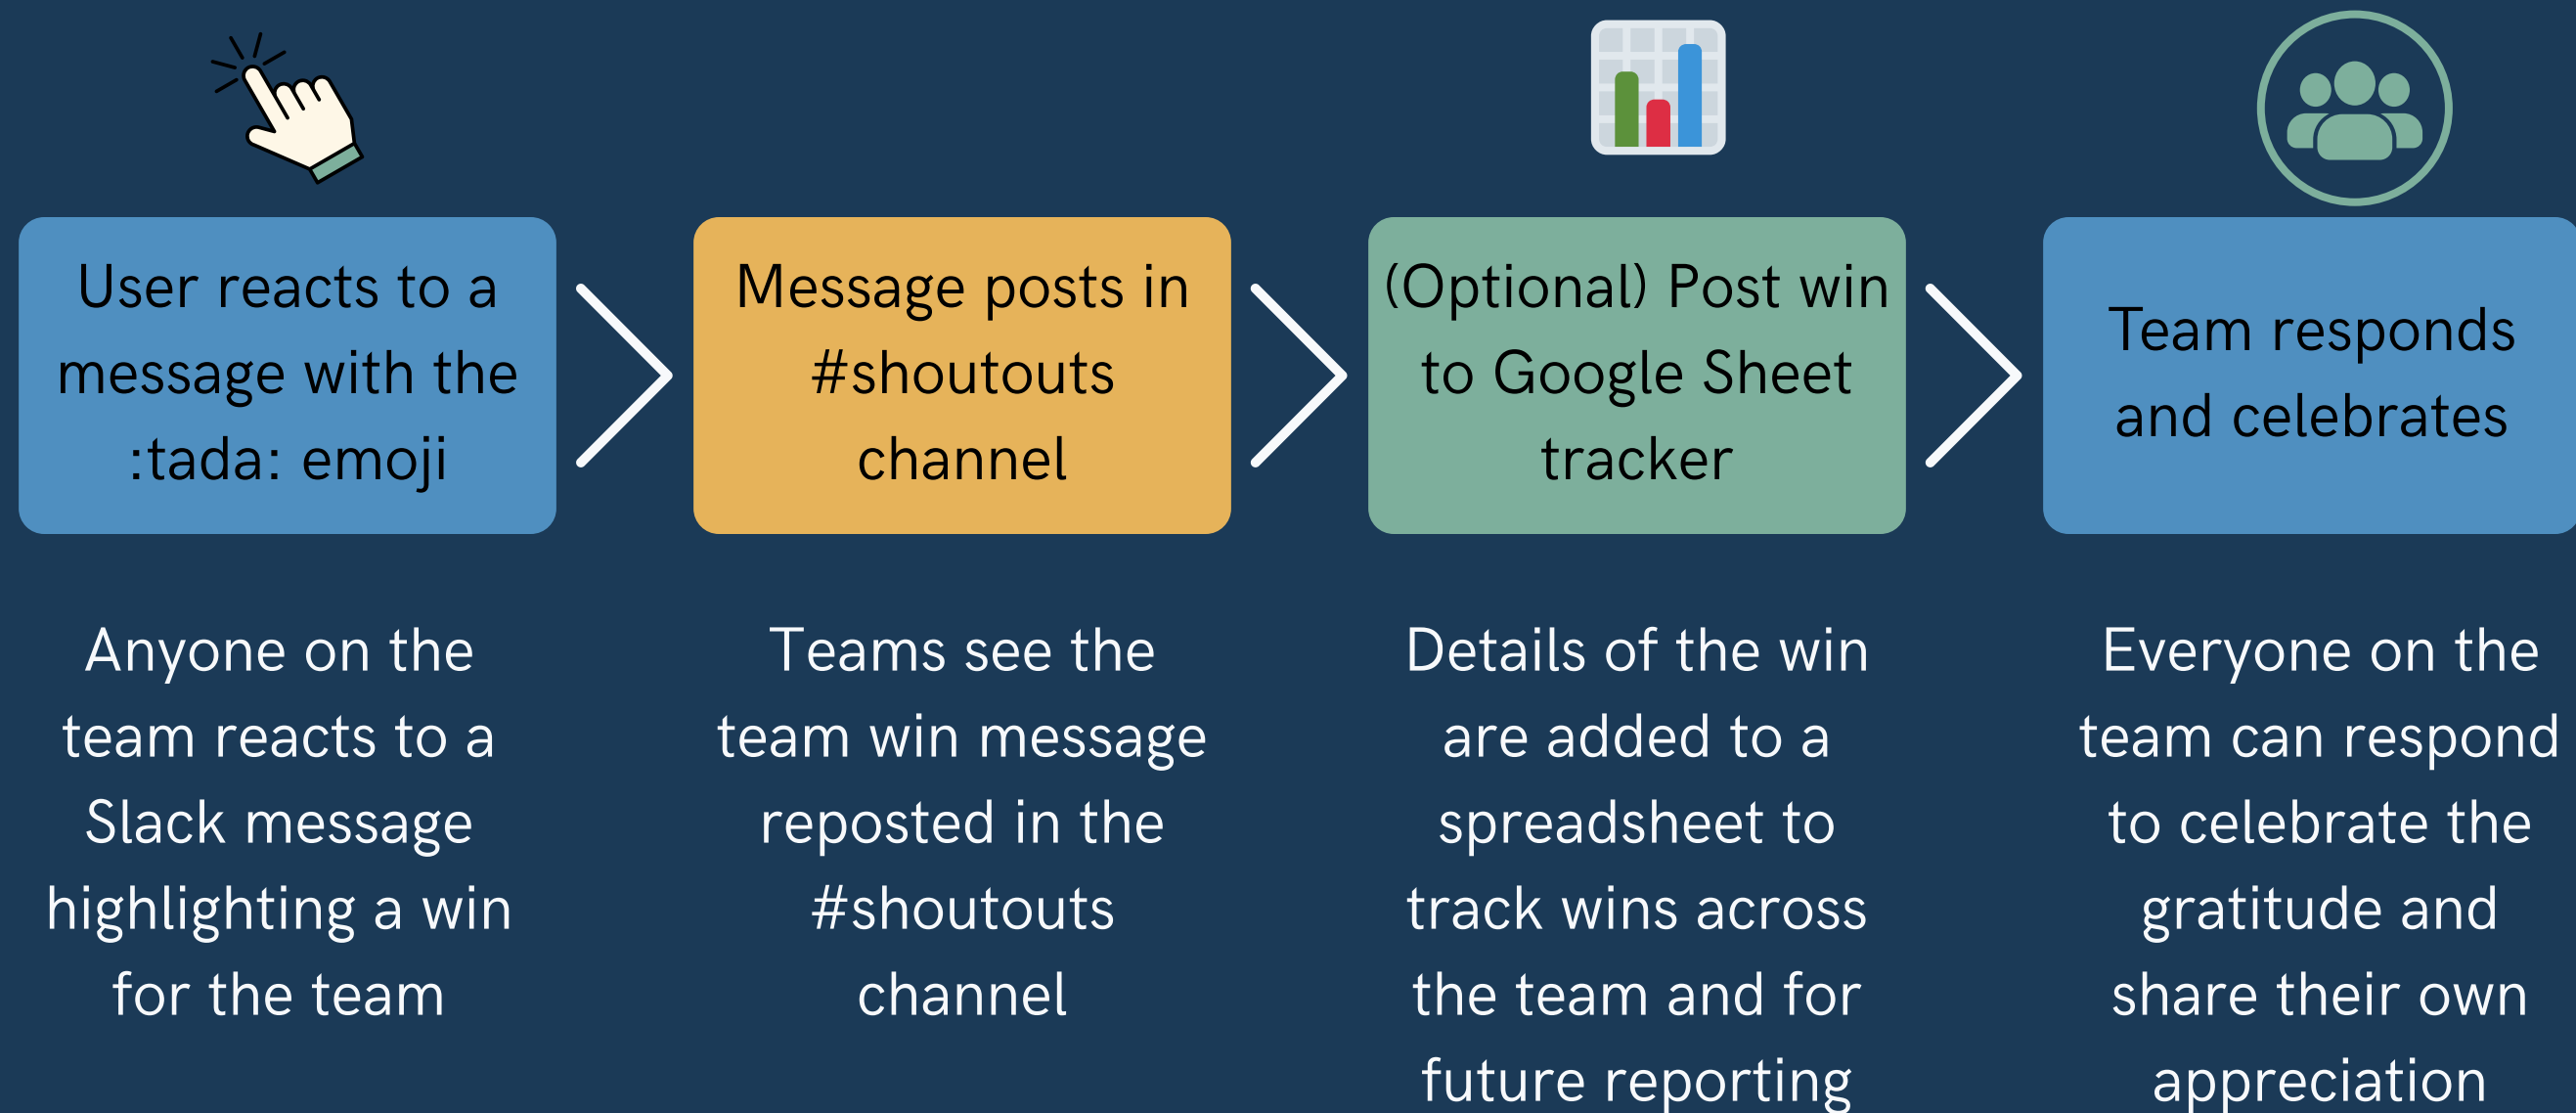 User reacts to a
message with the
:tada: emoji
Message posts in
#shoutouts
channel
(Optional) Post win
to Google Sheet
tracker
Team responds
and celebrates
Anyone on the
team reacts to a
Slack message
highlighting a win
for the team
Teams see the
team win message
reposted in the
#shoutouts
channel
Details of the win
are added to a
spreadsheet to
track wins across
the team and for
future reporting
Everyone on the
team can respond
to celebrate the
gratitude and
share their own
appreciation